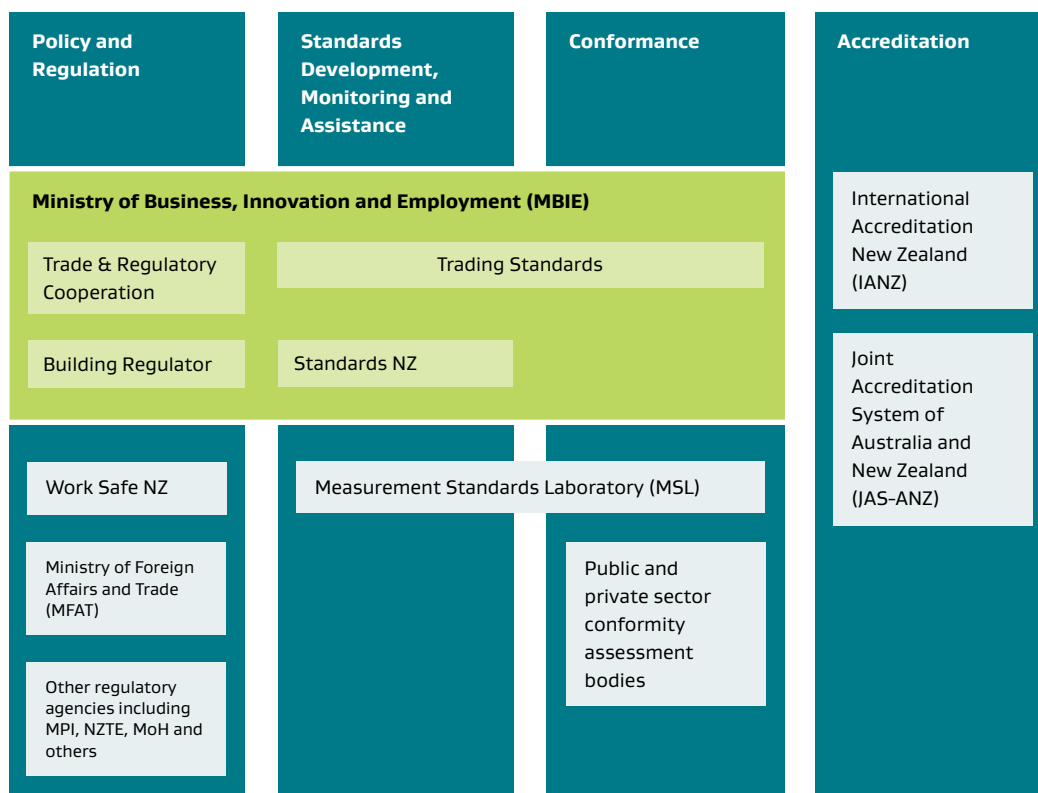 Policy and
Regulation
Standards
Development,
Monitoring and
Assistance
Conformance
Accreditation
Ministry of Business, Innovation and Employment (MBIE)
Trade & Regulatory
Cooperation
Trading Standards
Building Regulator
Standards NZ
International
Accreditation
New Zealand
(IANZ)
Joint
Accreditation
System of
Australia and
New Zealand
(JAS-ANZ)
Work Safe NZ
Measurement Standards Laboratory (MSL)
Ministry of Foreign
Affairs and Trade
(MFAT)
Public and
private sector
conformity
assessment
bodies
Other regulatory
agencies including
MPI, NZTE, MoH and
others